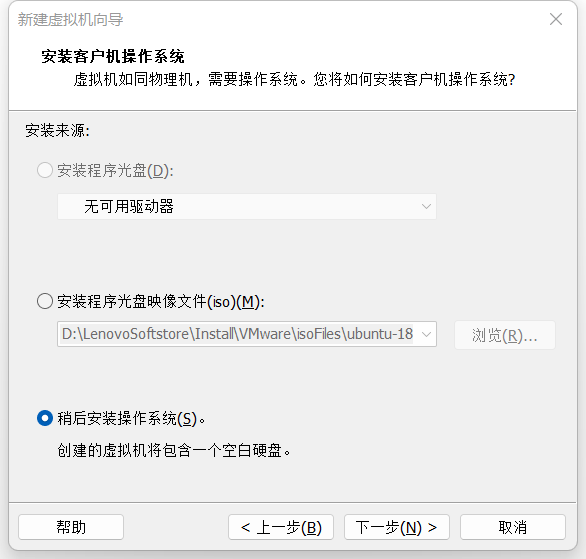 新建虚拟机向导
安装客户机操作系统
虚拟机如同物理机，需要操作系统。您将如何安装客户机操作系统?
安装来源:
安装程序光盘(D):
无可用驱动器
安装程序光盘映像文件(iso)(M):
D:\LenovoSoftstore\Install\VMware\isoFiles\ubuntu-18
浏览(R)...
稍后安装操作系统(S)。
创建的虚拟机将包含一个空白硬盘。
帮助 < 上一步(B) 下一步(N) > 取消